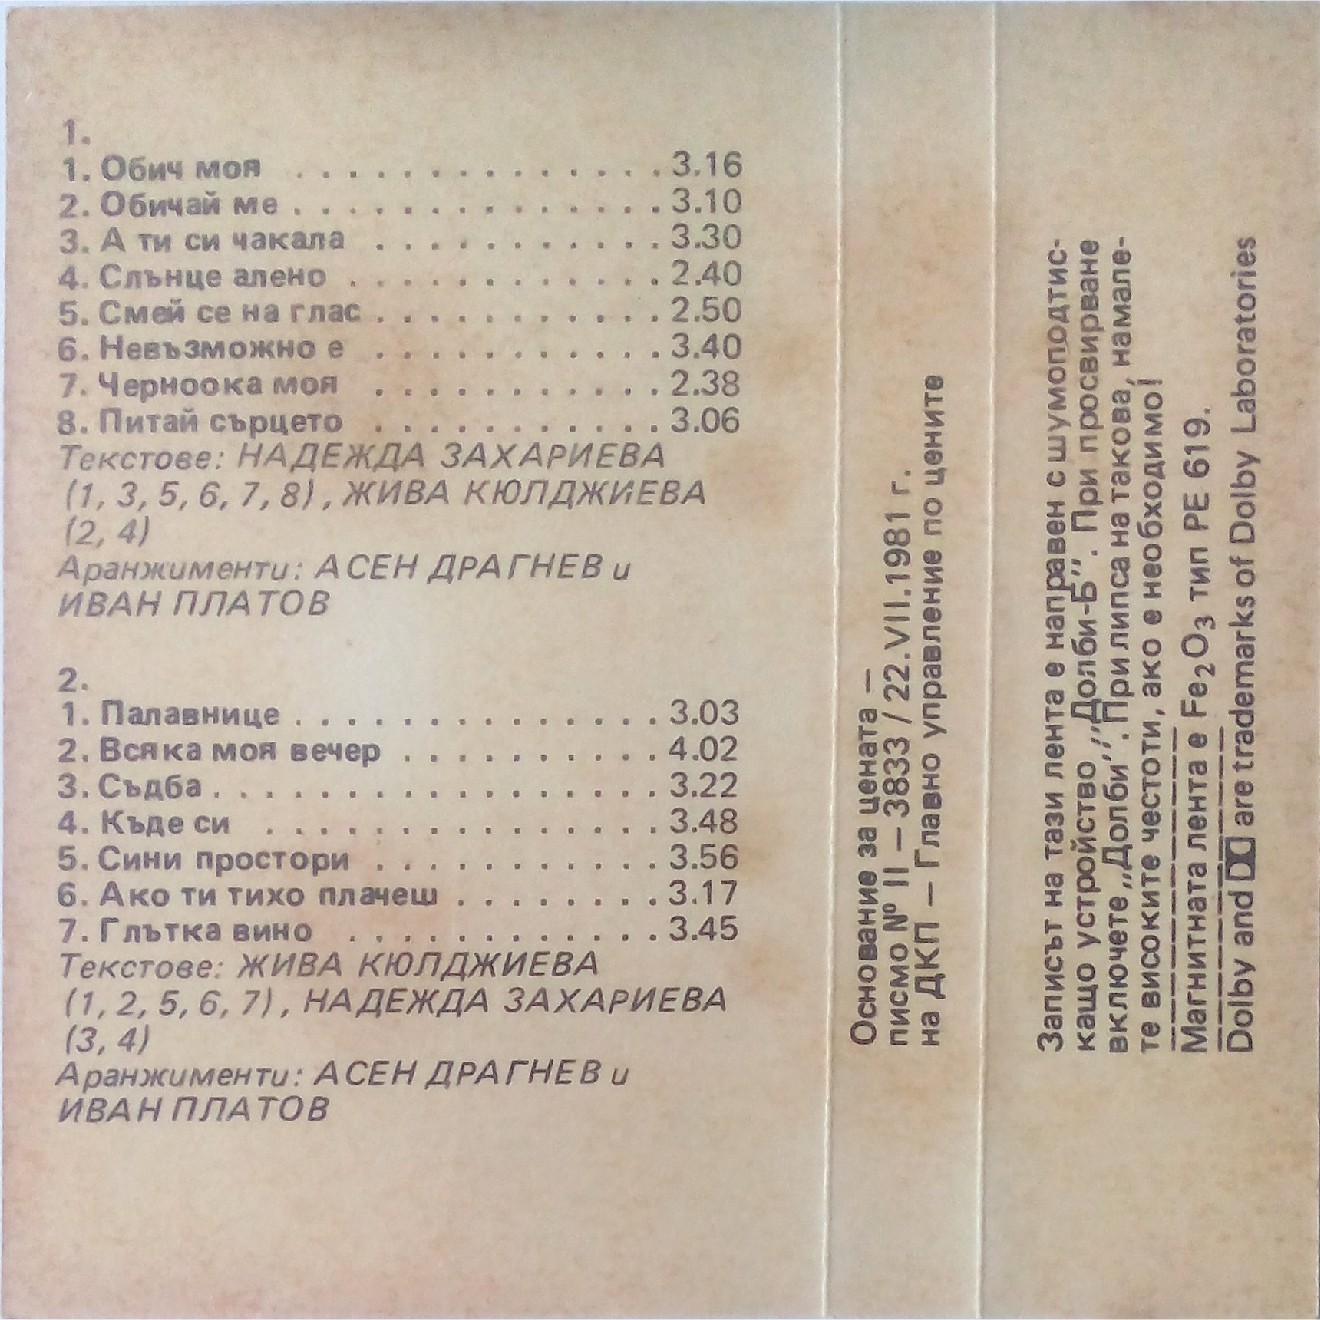 1.
1. Обич моя . . . . . . . . . . . . . . 3.16
2. Обичай ме . . . . . . . . . . . . . . 3.10
3. А ти си чакала . . . . . . . . . . . 3.30
4. Слънце алено . . . . . . . . . . . . 2.40
5. Смей се на глас . . . . . . . . . . . 2.50
6. Невъзможно е . . . . . . . . . . . 3.40
7. Черноока моя . . . . . . . . . . . 2.38
8. Питай сърцето . . . . . . . . . . . 3.06
Текстове: НАДЕЖДА ЗАХАРИЕВА
(1, 3, 5, 6, 7, 8), ЖИВА КЮЛДЖИЕВА
(2, 4)
Аранжименти: АСЕН ДРАГНЕВ и
ИВАН ПЛАТОВ
2.
1. Палавнице . . . . . . . . . . . . . . 3.03
2. Всяка моя вечер . . . . . . . . . . 4.02
3. Съдба . . . . . . . . . . . . . . . . . 3.22
4. Къде си . . . . . . . . . . . . . . . 3.48
5. Сини простори . . . . . . . . . . . 3.56
6. Ако ти тихо плачеш . . . . . . . . 3.17
7. Глътка вино . . . . . . . . . . . . 3.45
Текстове: ЖИВА КЮЛДЖИЕВА
(1, 2, 5, 6, 7), НАДЕЖДА ЗАХАРИЕВА
(3, 4)
Аранжименти: АСЕН ДРАГНЕВ и
ИВАН ПЛАТОВ
Основание за цената —
писмо № II — 3833 / 22.VII.1981 г.
на ДКП — Главно управление по цените
Записът на тази лента е направен с шумоподтис-
кащо устройство ,,Долби-Б". При просвирване
включете ,,Долби". При липса на такова, намале-
те високите честоти, ако е необходимо!
Магнитната лента е Fe₂O₃ тип PE 619.
Dolby and are trademarks of Dolby Laboratories